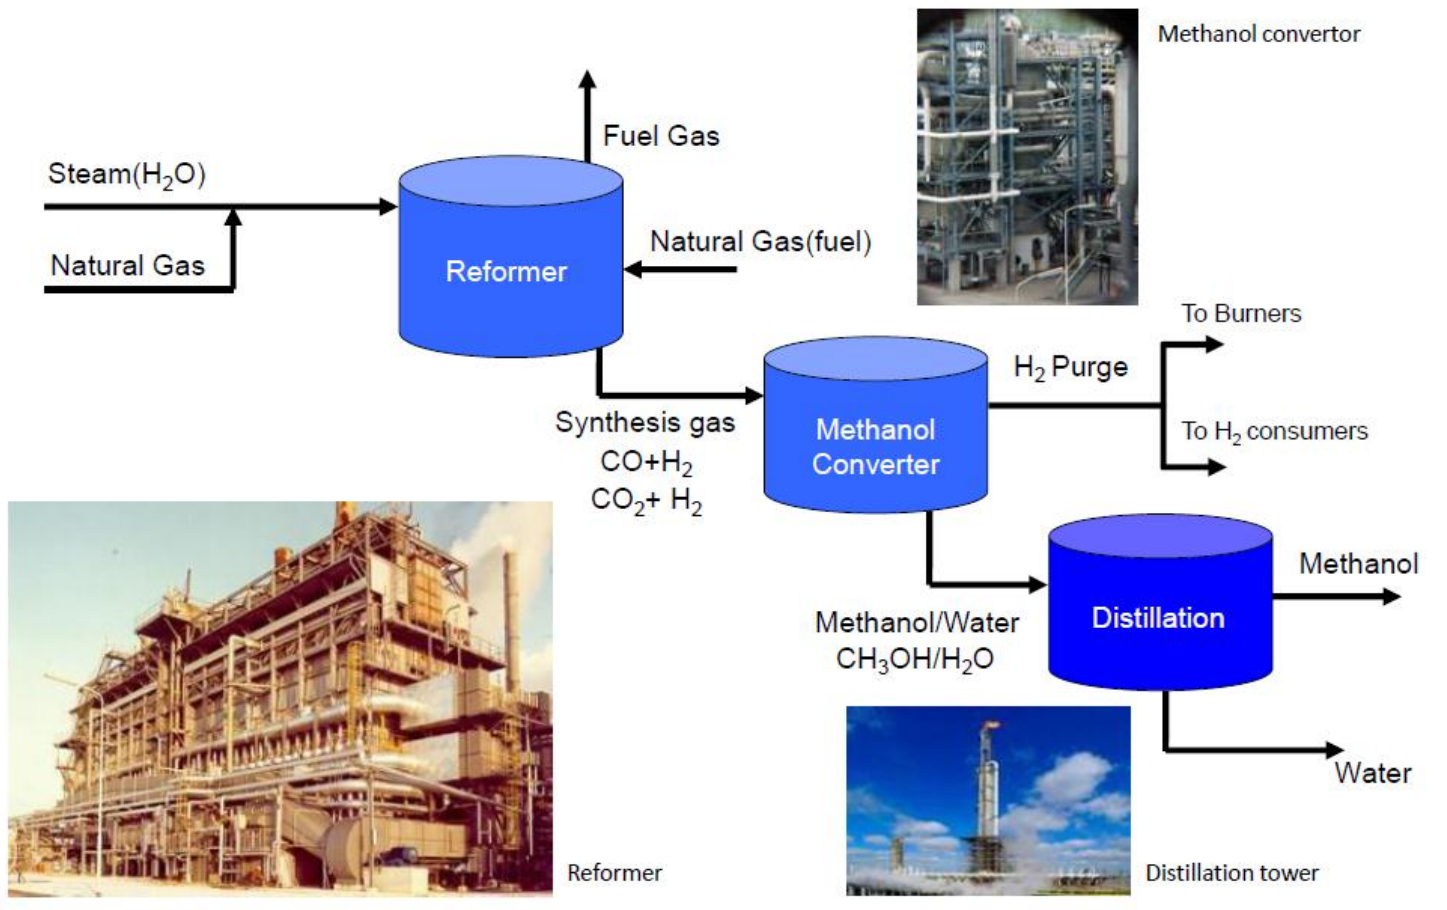 Methanol convertor
Fuel Gas
Steam(H₂O)
Natural Gas
Natural Gas(fuel)
Reformer
To Burners
H₂ Purge
To H₂ consumers
Synthesis gas
CO+H₂
CO₂+ H₂
Methanol
Converter
Methanol
Distillation
Methanol/Water
CH₃OH/H₂O
Water
Reformer
Distillation tower